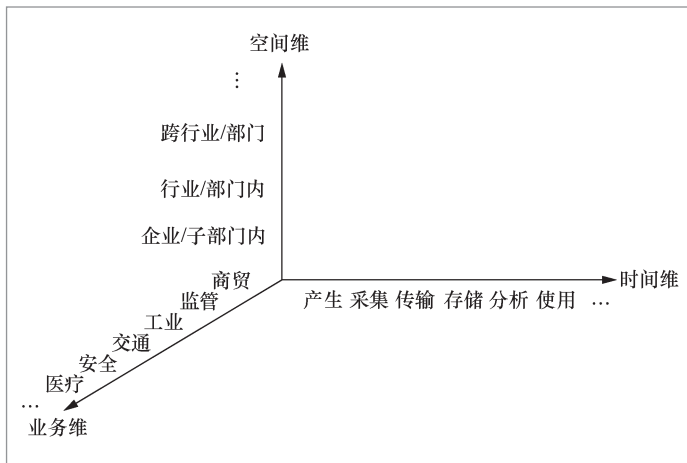 空间维
⋮
跨行业/部门
行业/部门内
企业/子部门内
商贸
时间维
监管
产生 采集 传输 存储 分析 使用 …
工业
交通
安全
医疗
…
业务维